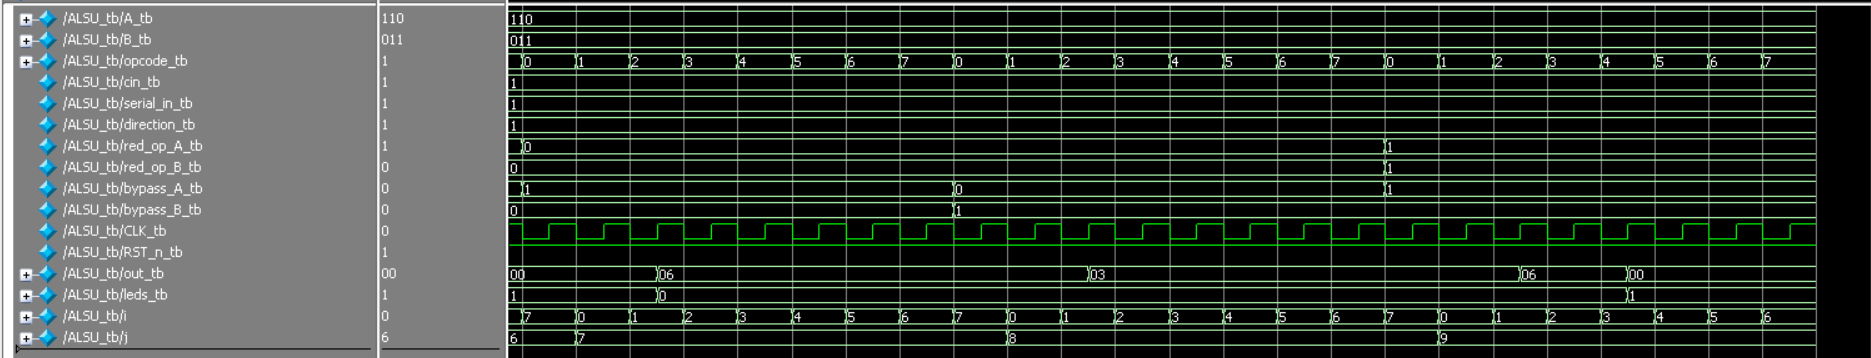 /ALSU_tb/A_tb 110 110
/ALSU_tb/B_tb 011 011
/ALSU_tb/opcode_tb 1 0 1 2 3 4 5 6 7 0 1 2 3 4 5 6 7 0 1 2 3 4 5 6 7
/ALSU_tb/cin_tb 1 1
/ALSU_tb/serial_in_tb 1 1
/ALSU_tb/direction_tb 1 1
/ALSU_tb/red_op_A_tb 1 0 1
/ALSU_tb/red_op_B_tb 0 0 1
/ALSU_tb/bypass_A_tb 0 1 0 1
/ALSU_tb/bypass_B_tb 0 0 1
/ALSU_tb/CLK_tb 0
/ALSU_tb/RST_n_tb 1
/ALSU_tb/out_tb 00 00 06 03 06 00
/ALSU_tb/leds_tb 1 1 0 1
/ALSU_tb/i 0 7 0 1 2 3 4 5 6 7 0 1 2 3 4 5 6 7 0 1 2 3 4 5 6
/ALSU_tb/j 6 6 7 8 9